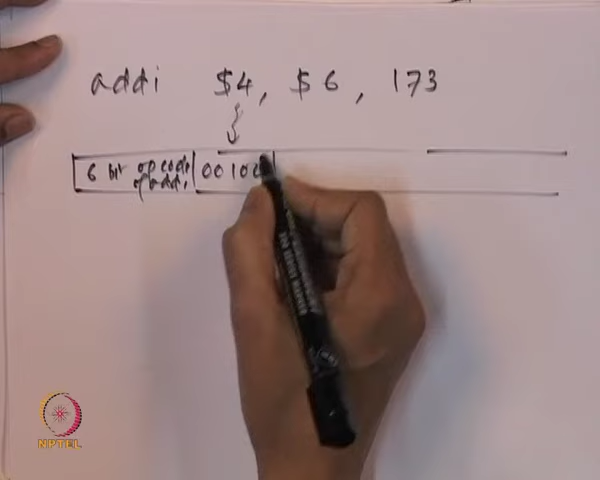 addi $4, $6, 173
6 bit opcode 00100
of addi
NPTEL